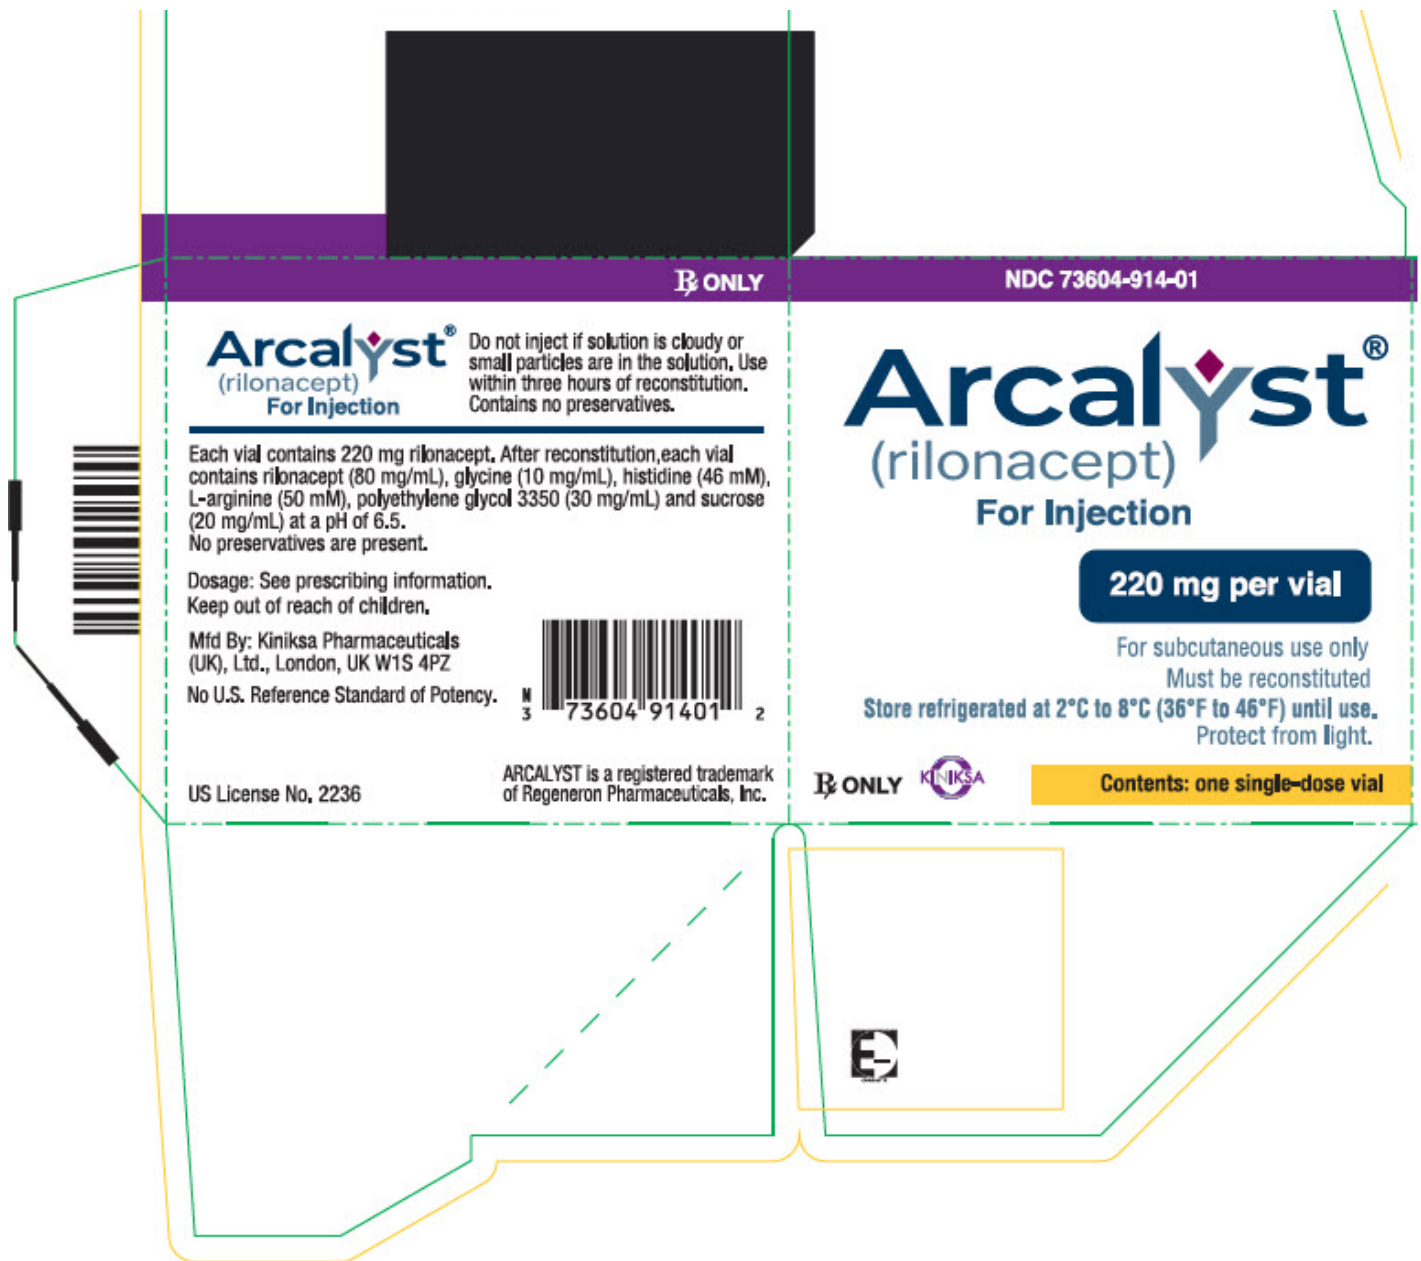 ℞ ONLY
Arcalyst®
(rilonacept)
For Injection
Do not inject if solution is cloudy or
small particles are in the solution. Use
within three hours of reconstitution.
Contains no preservatives.
Each vial contains 220 mg rilonacept. After reconstitution,each vial
contains rilonacept (80 mg/mL), glycine (10 mg/mL), histidine (46 mM),
L-arginine (50 mM), polyethylene glycol 3350 (30 mg/mL) and sucrose
(20 mg/mL) at a pH of 6.5.
No preservatives are present.
Dosage: See prescribing information.
Keep out of reach of children.
Mfd By: Kiniksa Pharmaceuticals
(UK), Ltd., London, UK W1S 4PZ
No U.S. Reference Standard of Potency.
N
3 73604 91401 2
US License No. 2236
ARCALYST is a registered trademark
of Regeneron Pharmaceuticals, Inc.
NDC 73604-914-01
Arcalyst®
(rilonacept)
For Injection
220 mg per vial
For subcutaneous use only
Must be reconstituted
Store refrigerated at 2°C to 8°C (36°F to 46°F) until use.
Protect from light.
℞ ONLY
KINIKSA
Contents: one single-dose vial